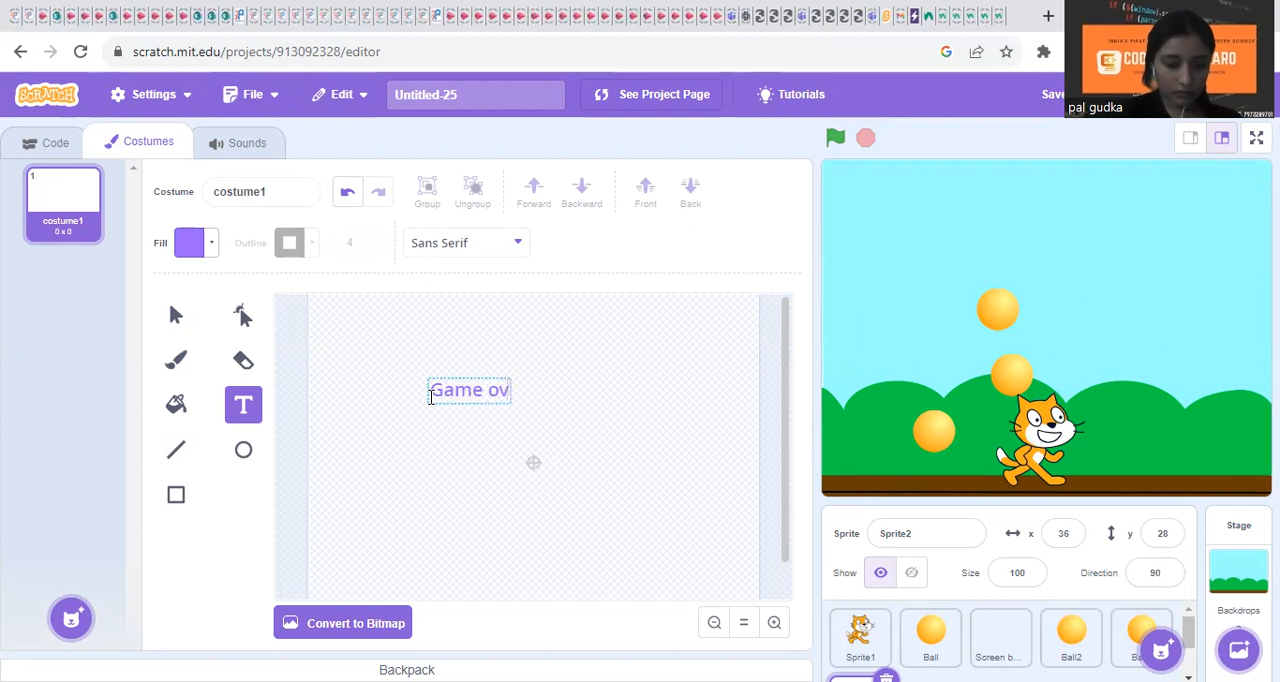 scratch.mit.edu/projects/913092328/editor
pal gudka
SCRATCH
Settings
File
Edit
Untitled-25
See Project Page
Tutorials
Code
Costumes
Sounds
1
costume1
0 x 0
Costume
costume1
Group
Ungroup
Forward
Backward
Front
Back
Fill
Outline
4
Sans Serif
T
Game ov
Convert to Bitmap
Backpack
Sprite
Sprite2
x
36
y
28
Show
Size
100
Direction
90
Stage
Backdrops
Sprite1
Ball
Screen b...
Ball2